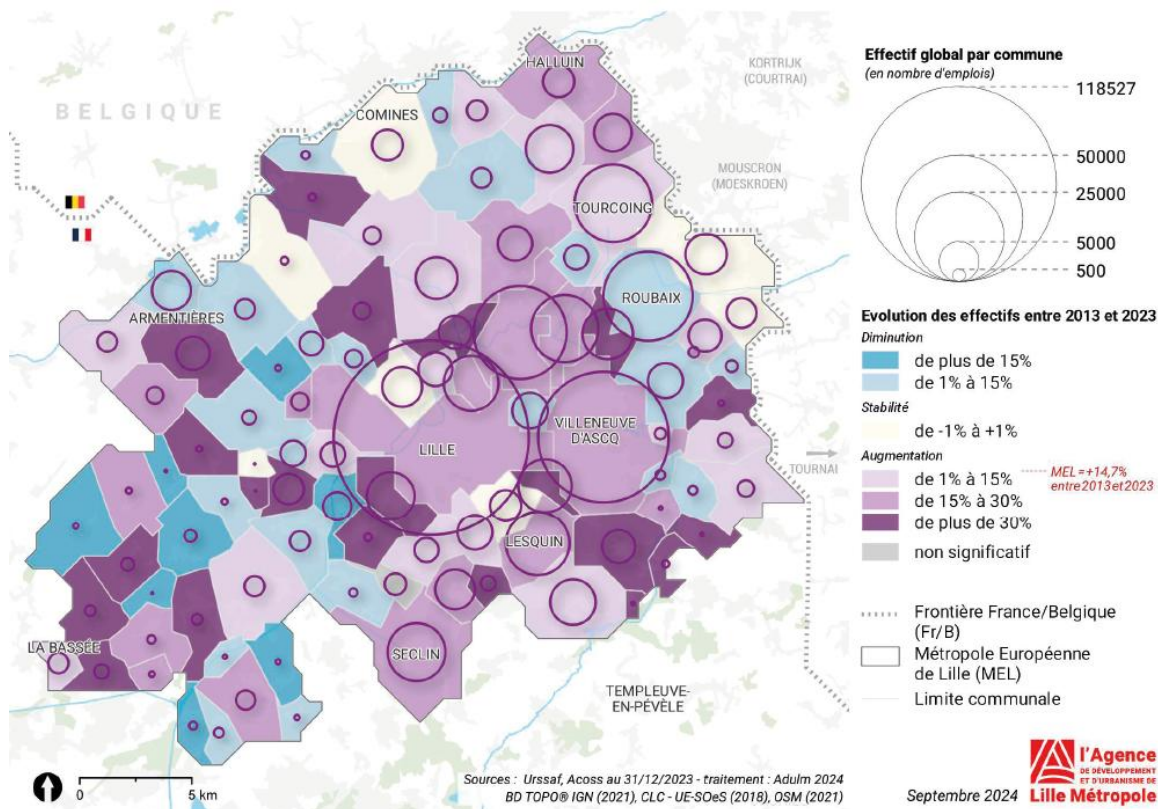 BELGIQUE
HALLUIN
KORTRIJK
(COURTRAI)
COMINES
MOUSCRON
(MOESKROEN)
TOURCOING
ROUBAIX
ARMENTIÈRES
VILLENEUVE
D'ASCQ
LILLE
TOURNAI
LESQUIN
LA BASSÉE
SECLIN
TEMPLEUVE-
EN-PÉVÈLE
0
5 km
Sources : Urssaf, Acoss au 31/12/2023 - traitement : Adulm 2024
BD TOPO® IGN (2021), CLC - UE-SOeS (2018), OSM (2021)
Effectif global par commune
(en nombre d'emplois)
118527
50000
25000
5000
500
Evolution des effectifs entre 2013 et 2023
Diminution
de plus de 15%
de 1% à 15%
Stabilité
de -1% à +1%
Augmentation
de 1% à 15%
MEL = +14,7%
entre 2013 et 2023
de 15% à 30%
de plus de 30%
non significatif
Frontière France/Belgique
(Fr/B)
Métropole Européenne
de Lille (MEL)
Limite communale
Septembre 2024
l'Agence
DE DÉVELOPPEMENT
ET D'URBANISME DE
Lille Métropole